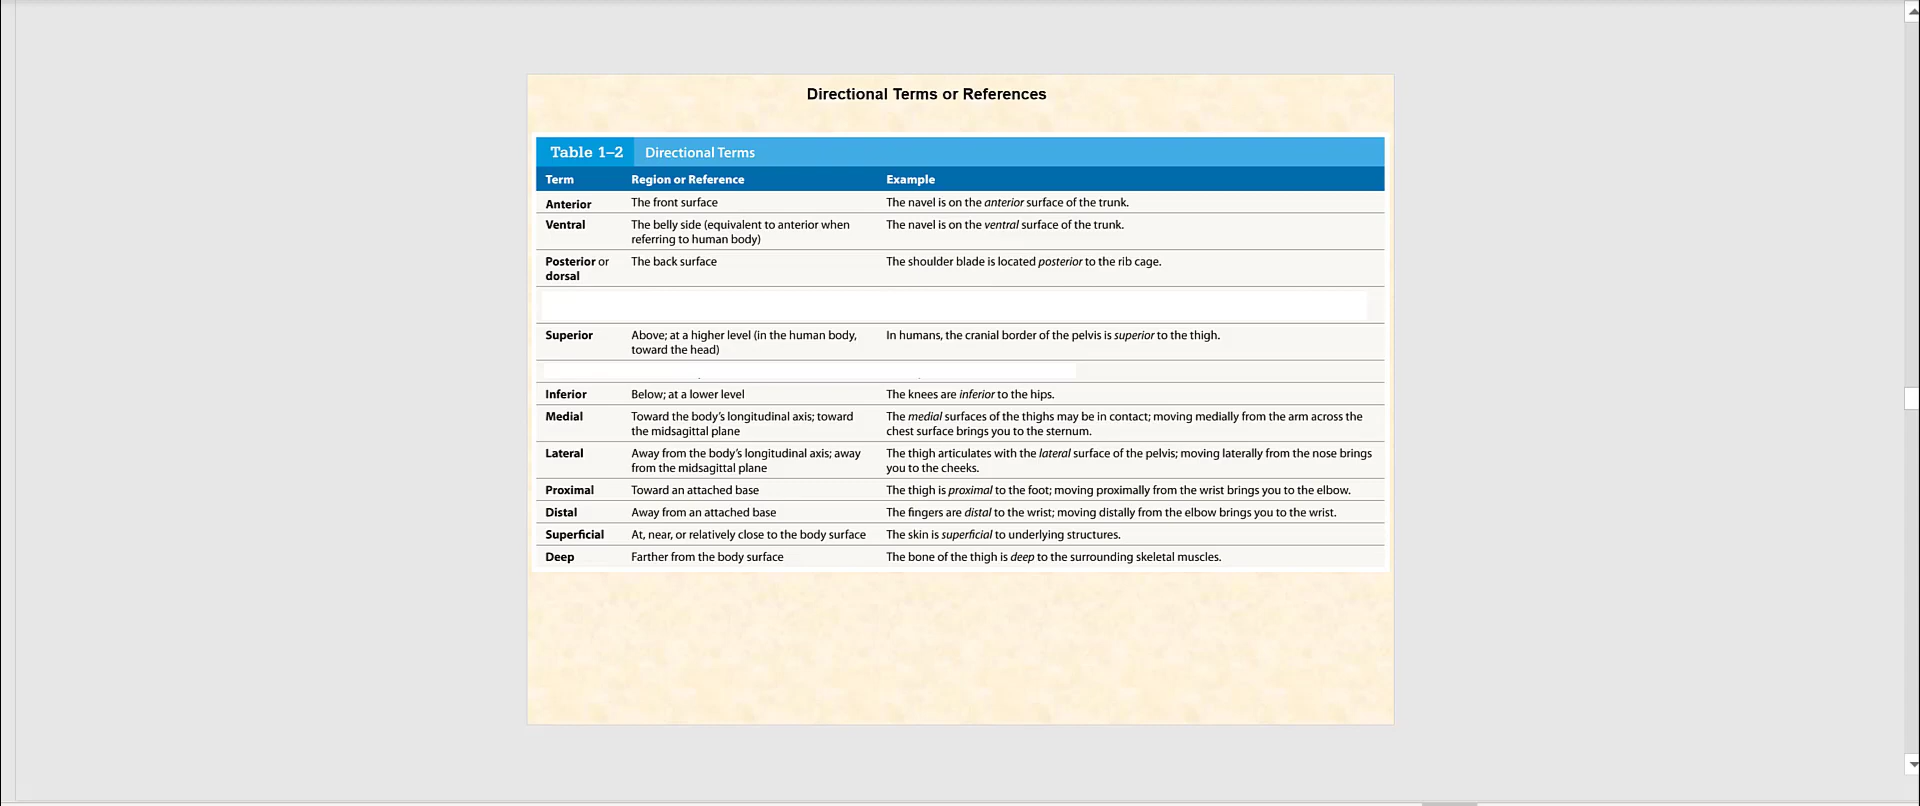 Directional Terms or References
Table 1–2 Directional Terms
Term Region or Reference Example
Anterior The front surface The navel is on the anterior surface of the trunk.
Ventral The belly side (equivalent to anterior when The navel is on the ventral surface of the trunk.
referring to human body)
Posterior or The back surface The shoulder blade is located posterior to the rib cage.
dorsal
Superior Above; at a higher level (in the human body, In humans, the cranial border of the pelvis is superior to the thigh.
toward the head)
Inferior Below; at a lower level The knees are inferior to the hips.
Medial Toward the body's longitudinal axis; toward The medial surfaces of the thighs may be in contact; moving medially from the arm across the
the midsagittal plane chest surface brings you to the sternum.
Lateral Away from the body's longitudinal axis; away The thigh articulates with the lateral surface of the pelvis; moving laterally from the nose brings
from the midsagittal plane you to the cheeks.
Proximal Toward an attached base The thigh is proximal to the foot; moving proximally from the wrist brings you to the elbow.
Distal Away from an attached base The fingers are distal to the wrist; moving distally from the elbow brings you to the wrist.
Superficial At, near, or relatively close to the body surface The skin is superficial to underlying structures.
Deep Farther from the body surface The bone of the thigh is deep to the surrounding skeletal muscles.